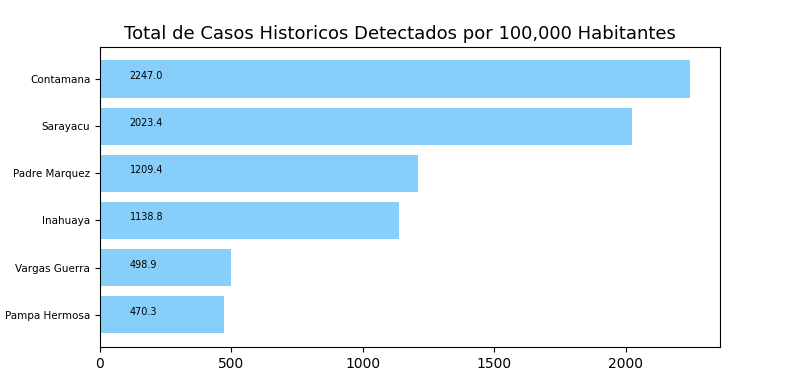 Total de Casos Historicos Detectados por 100,000 Habitantes
Contamana 2247.0
Sarayacu 2023.4
Padre Marquez 1209.4
Inahuaya 1138.8
Vargas Guerra 498.9
Pampa Hermosa 470.3
0 500 1000 1500 2000